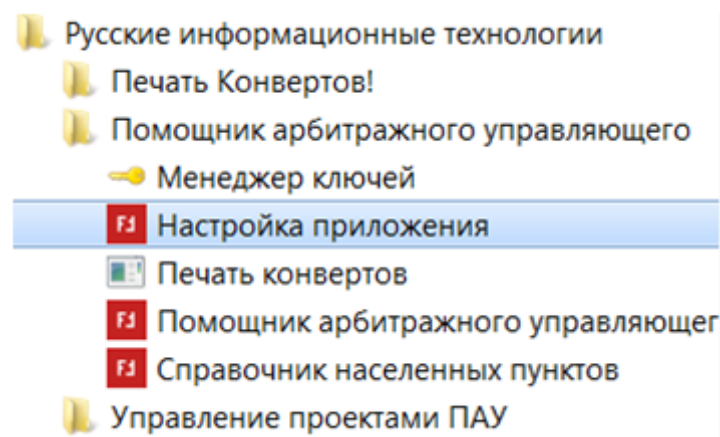 Русские информационные технологии
Печать Конвертов!
Помощник арбитражного управляющего
Менеджер ключей
Настройка приложения
Печать конвертов
Помощник арбитражного управляющег
Справочник населенных пунктов
Управление проектами ПАУ